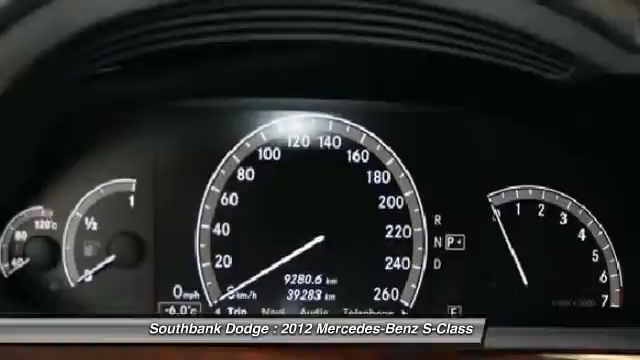 120°C
80
60
1
½
0
20
40
60
80
100
120
140
160
180
200
220
240
260
9280.6 km
39283 km
0 mph
km/h
-6.0°C
Trip Navi Audio Telephone
R
N P
D
E
1
2
3
4
5
6
7
Southbank Dodge : 2012 Mercedes-Benz S-Class